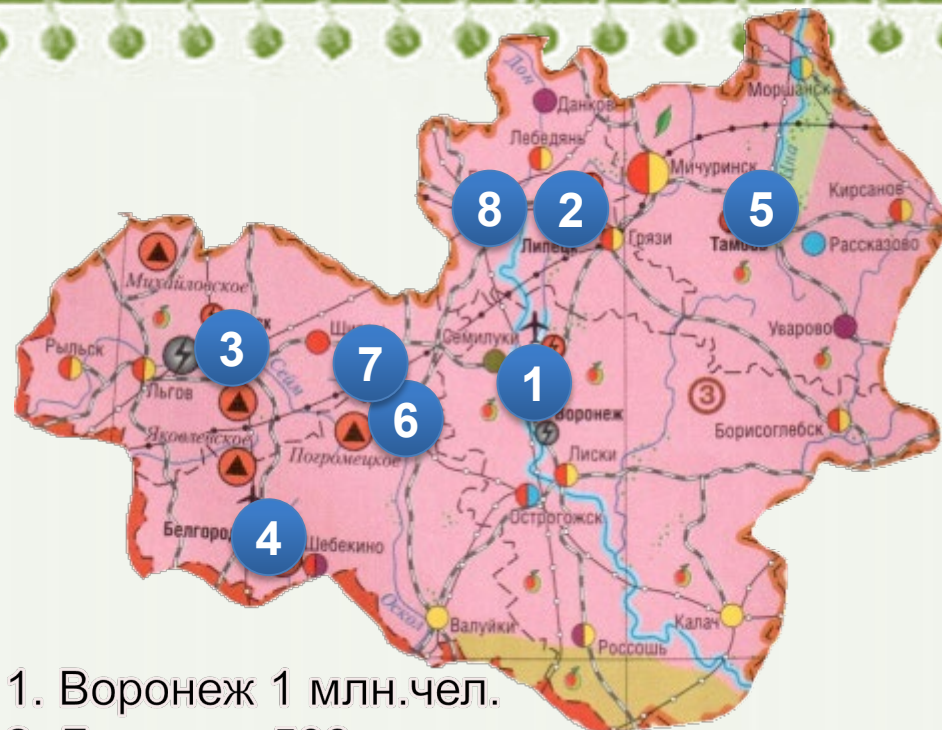 Дон
Данков
Моршанск
Лебедянь
Цна
Мичуринск
Кирсанов
8
2
5
Липецк
Грязи
Рассказово
Михайловское
3
Рыльск
7
Семилуки
Уварово
1
Льгов
Сейм
6
3
Воронеж
Яковлевское
Погромецкое
Борисоглебск
Лиски
Острогожск
Белгород
4
Шебекино
Оскол
Валуйки
Россошь
Калач
1. Воронеж 1 млн.чел.